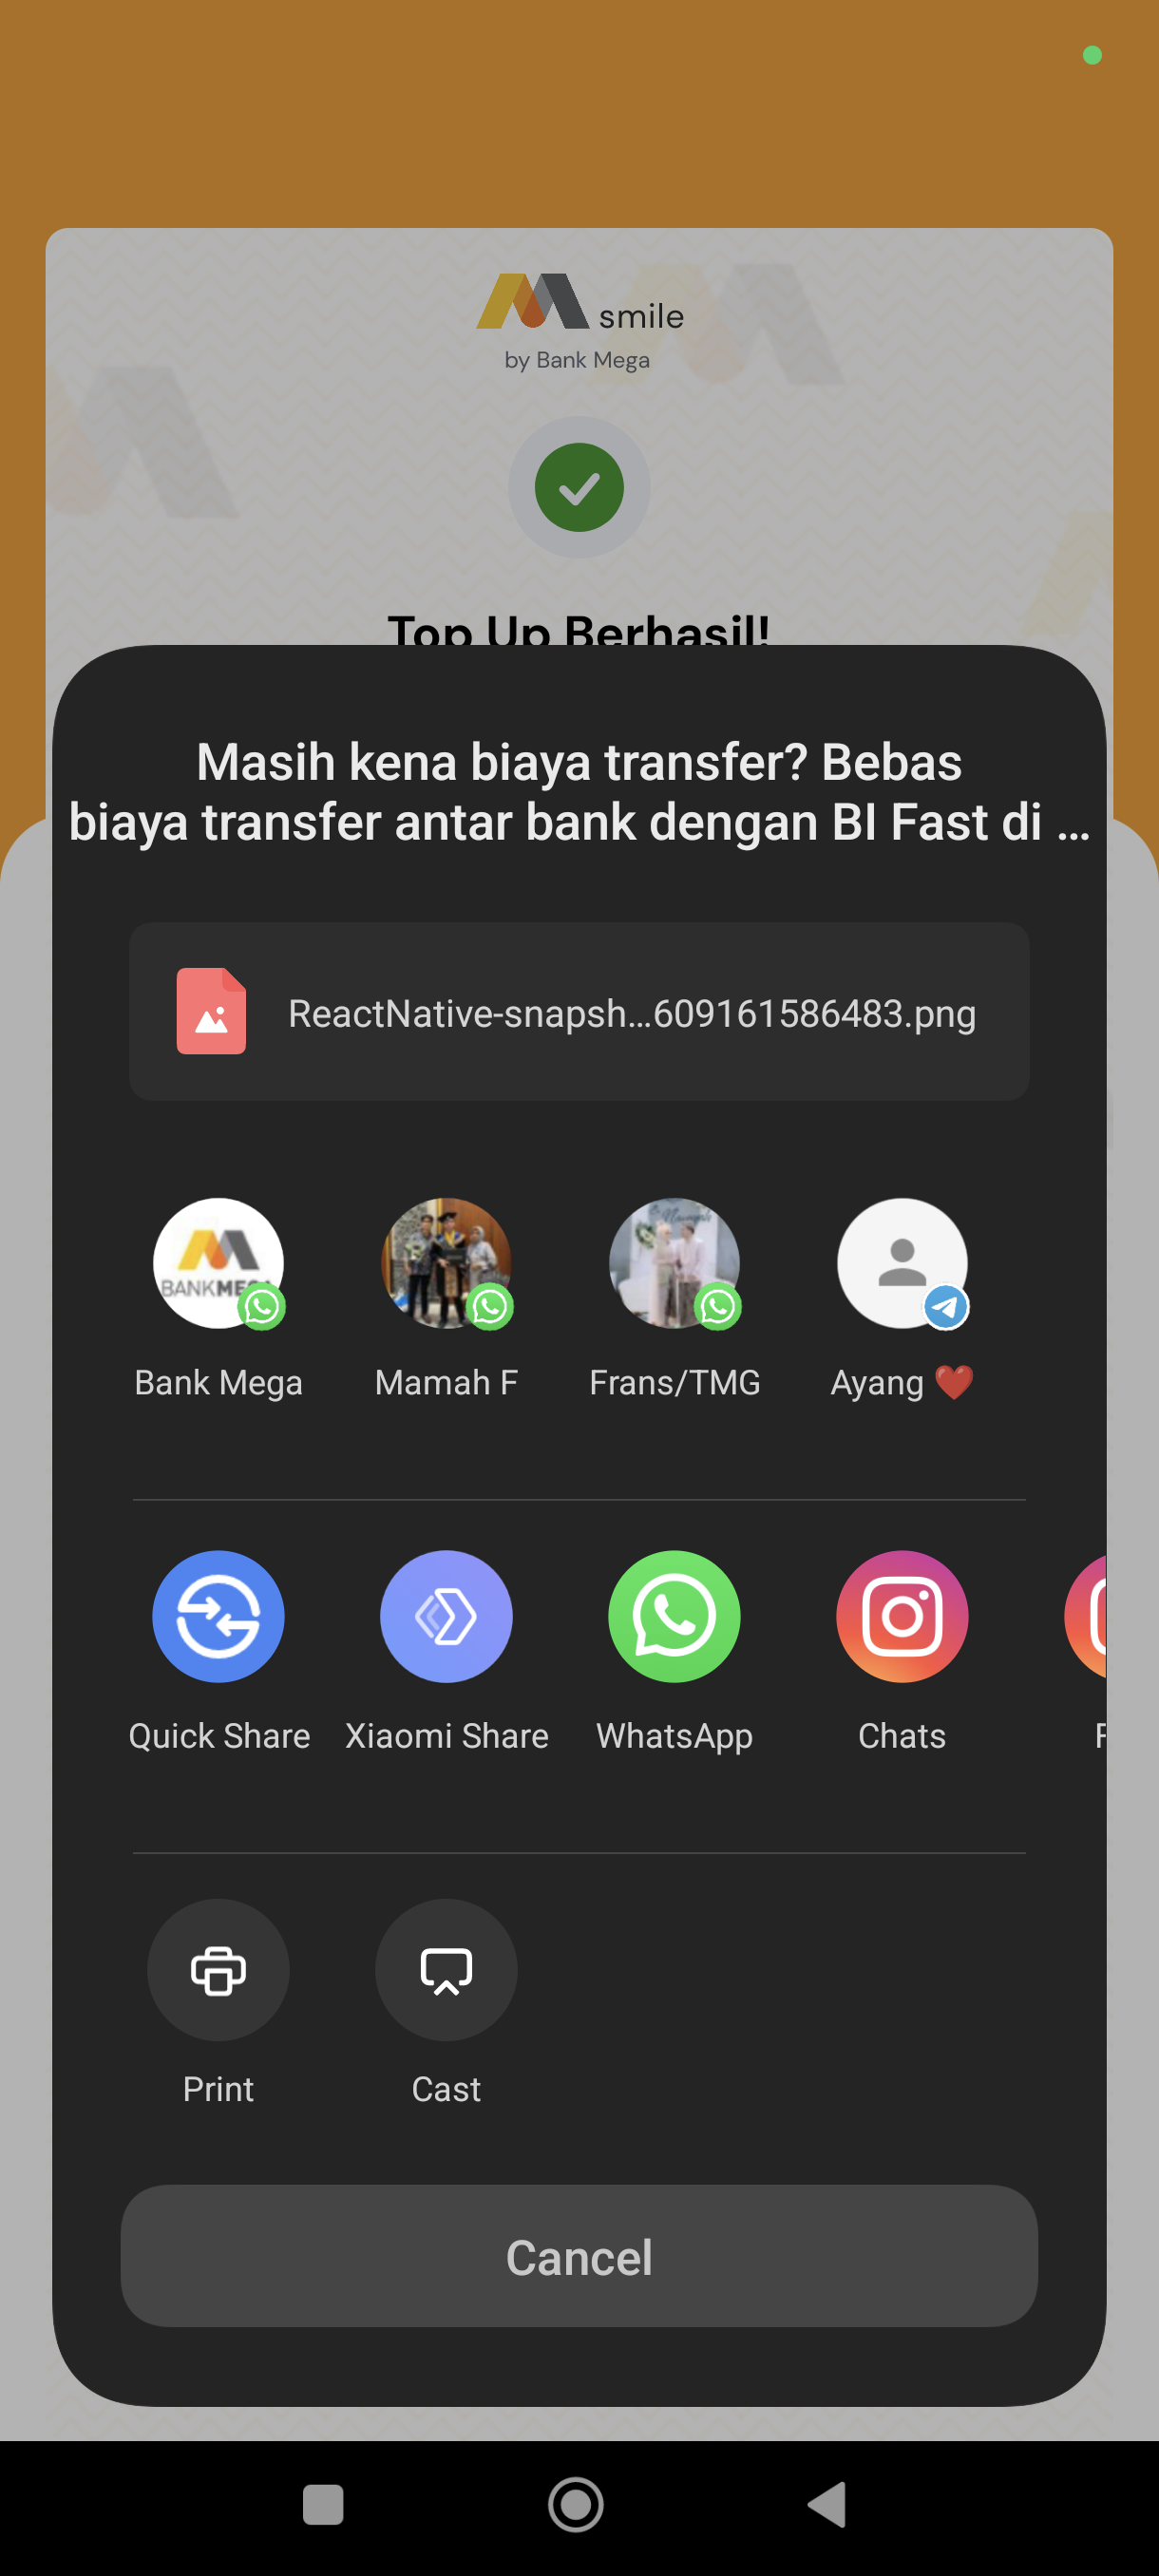 smile
by Bank Mega
Top Up Berhasil!
Masih kena biaya transfer? Bebas
biaya transfer antar bank dengan BI Fast di ...
ReactNative-snapsh...609161586483.png
BANKMEGA
Bank Mega
Mamah F
Frans/TMG
Ayang ❤️
Quick Share
Xiaomi Share
WhatsApp
Chats
F
Print
Cast
Cancel